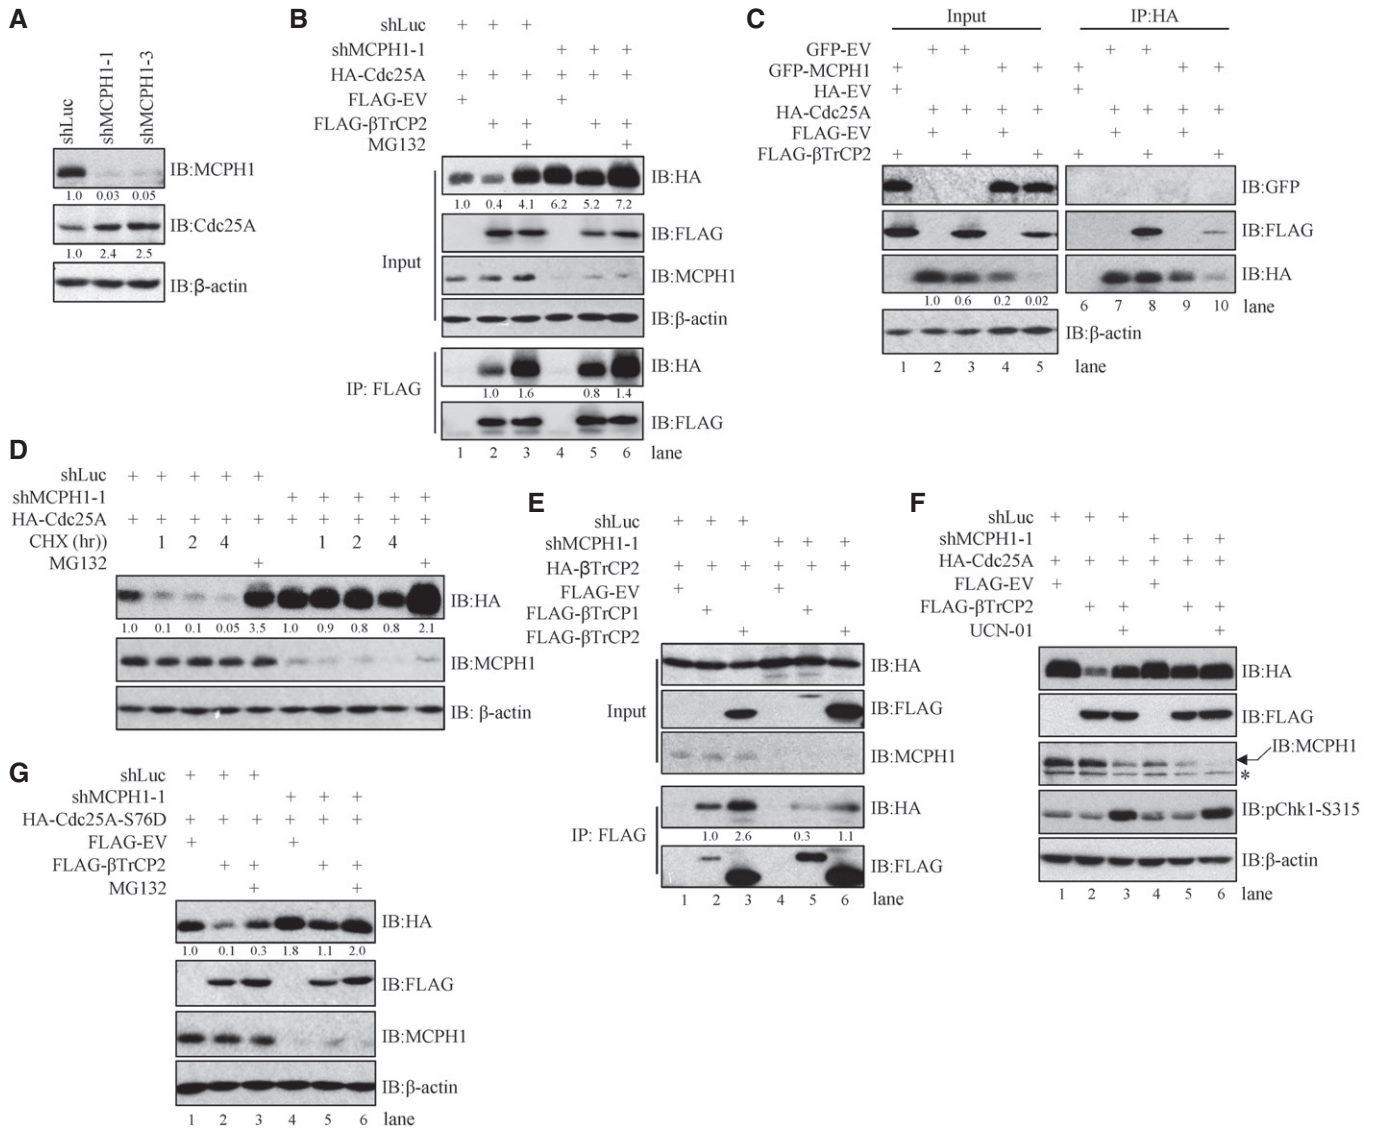 A
shLuc
shMCPH1-1
shMCPH1-3
IB:MCPH1
1.0 0.03 0.05
IB:Cdc25A
1.0 2.4 2.5
IB:β-actin
B
shLuc + + +
shMCPH1-1 + + +
HA-Cdc25A + + + + + +
FLAG-EV + +
FLAG-βTrCP2 + + + +
MG132 + +
Input
IB:HA
1.0 0.4 4.1 6.2 5.2 7.2
IB:FLAG
IB:MCPH1
IB:β-actin
IP: FLAG
IB:HA
1.0 1.6 0.8 1.4
IB:FLAG
1 2 3 4 5 6 lane
C
Input IP:HA
GFP-EV + + + +
GFP-MCPH1 + + + + + +
HA-EV + +
HA-Cdc25A + + + + + + + +
FLAG-EV + + + +
FLAG-βTrCP2 + + + + + +
IB:GFP
IB:FLAG
IB:HA
1.0 0.6 0.2 0.02
6 7 8 9 10 lane
IB:β-actin
1 2 3 4 5 lane
D
shLuc + + + + +
shMCPH1-1 + + + + +
HA-Cdc25A + + + + + + + + + +
CHX (hr)) 1 2 4 1 2 4
MG132 + +
IB:HA
1.0 0.1 0.1 0.05 3.5 1.0 0.9 0.8 0.8 2.1
IB:MCPH1
IB: β-actin
E
shLuc + + +
shMCPH1-1 + + +
HA-βTrCP2 + + + + + +
FLAG-EV + +
FLAG-βTrCP1 + +
FLAG-βTrCP2 + +
Input
IB:HA
IB:FLAG
IB:MCPH1
IP: FLAG
IB:HA
1.0 2.6 0.3 1.1
IB:FLAG
1 2 3 4 5 6 lane
F
shLuc + + +
shMCPH1-1 + + +
HA-Cdc25A + + + + + +
FLAG-EV + +
FLAG-βTrCP2 + + + +
UCN-01 + +
IB:HA
IB:FLAG
IB:MCPH1
*
IB:pChk1-S315
IB:β-actin
1 2 3 4 5 6 lane
G
shLuc + + +
shMCPH1-1 + + +
HA-Cdc25A-S76D + + + + + +
FLAG-EV + +
FLAG-βTrCP2 + + + +
MG132 + +
IB:HA
1.0 0.1 0.3 1.8 1.1 2.0
IB:FLAG
IB:MCPH1
IB:β-actin
1 2 3 4 5 6 lane